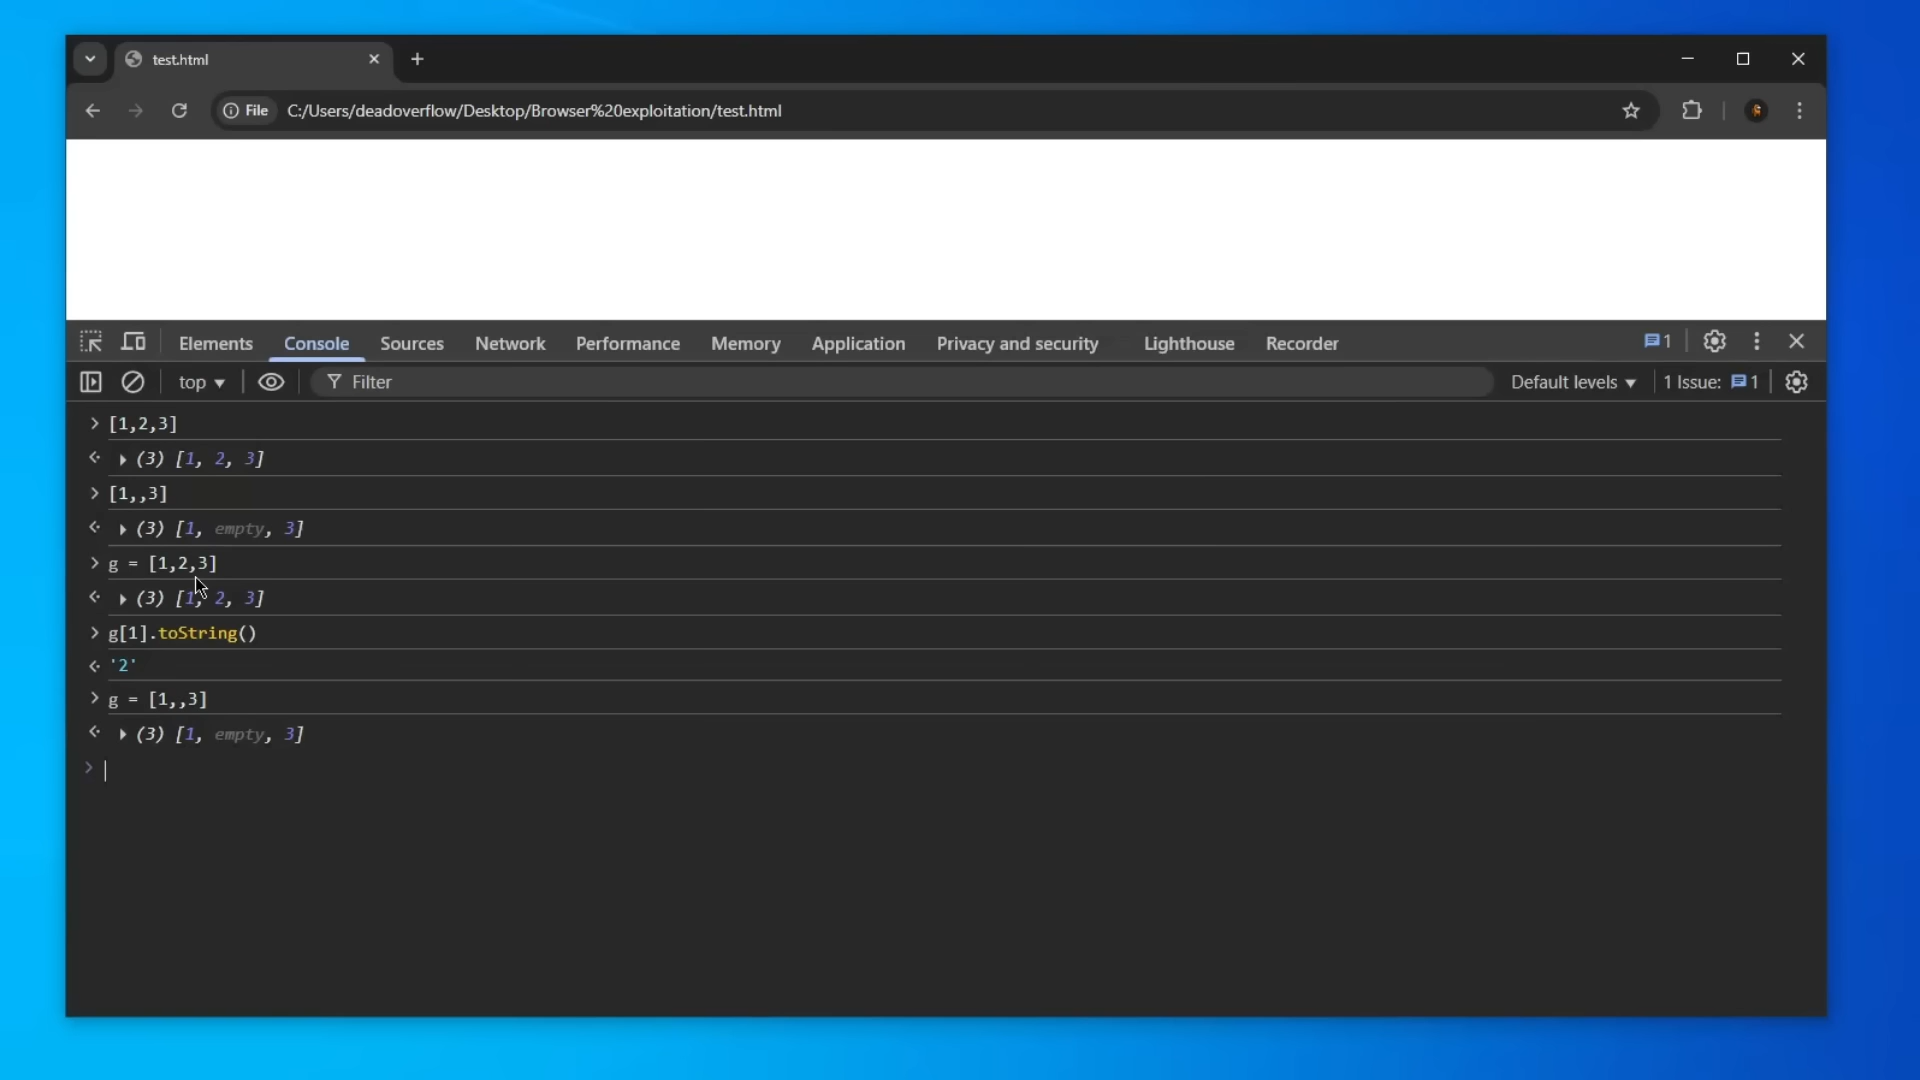 test.html
File C:/Users/deadoverflow/Desktop/Browser%20exploitation/test.html
Elements Console Sources Network Performance Memory Application Privacy and security Lighthouse Recorder 1
top Filter Default levels 1 Issue: 1
[1,2,3]
(3) [1, 2, 3]
[1,,3]
(3) [1, empty, 3]
g = [1,2,3]
(3) [1, 2, 3]
g[1].toString()
'2'
g = [1,,3]
(3) [1, empty, 3]